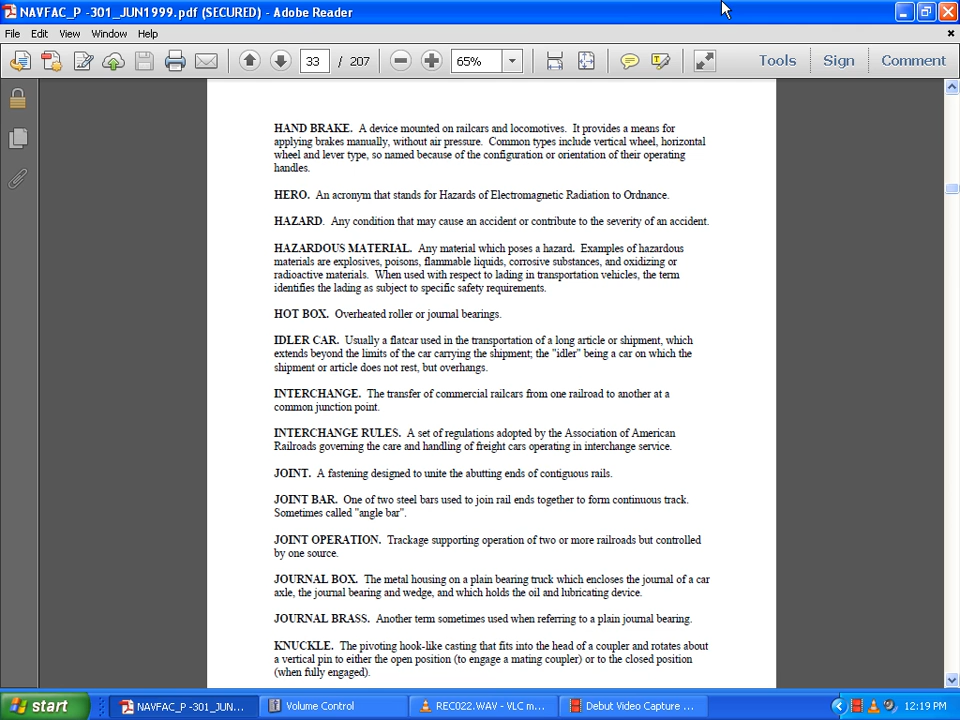 NAVFAC_P -301_JUN1999.pdf (SECURED) - Adobe Reader
File Edit View Window Help
33 / 207 65% Tools Sign Comment
HAND BRAKE. A device mounted on railcars and locomotives. It provides a means for
applying brakes manually, without air pressure. Common types include vertical wheel, horizontal
wheel and lever type, so named because of the configuration or orientation of their operating
handles.
HERO. An acronym that stands for Hazards of Electromagnetic Radiation to Ordnance.
HAZARD. Any condition that may cause an accident or contribute to the severity of an accident.
HAZARDOUS MATERIAL. Any material which poses a hazard. Examples of hazardous
materials are explosives, poisons, flammable liquids, corrosive substances, and oxidizing or
radioactive materials. When used with respect to lading in transportation vehicles, the term
identifies the lading as subject to specific safety requirements.
HOT BOX. Overheated roller or journal bearings.
IDLER CAR. Usually a flatcar used in the transportation of a long article or shipment, which
extends beyond the limits of the car carrying the shipment; the "idler" being a car on which the
shipment or article does not rest, but overhangs.
INTERCHANGE. The transfer of commercial railcars from one railroad to another at a
common junction point.
INTERCHANGE RULES. A set of regulations adopted by the Association of American
Railroads governing the care and handling of freight cars operating in interchange service.
JOINT. A fastening designed to unite the abutting ends of contiguous rails.
JOINT BAR. One of two steel bars used to join rail ends together to form continuous track.
Sometimes called "angle bar".
JOINT OPERATION. Trackage supporting operation of two or more railroads but controlled
by one source.
JOURNAL BOX. The metal housing on a plain bearing truck which encloses the journal of a car
axle, the journal bearing and wedge, and which holds the oil and lubricating device.
JOURNAL BRASS. Another term sometimes used when referring to a plain journal bearing.
KNUCKLE. The pivoting hook-like casting that fits into the head of a coupler and rotates about
a vertical pin to either the open position (to engage a mating coupler) or to the closed position
(when fully engaged).
start NAVFAC_P -301_JUN... Volume Control REC022.WAV - VLC m... Debut Video Capture ... 12:19 PM